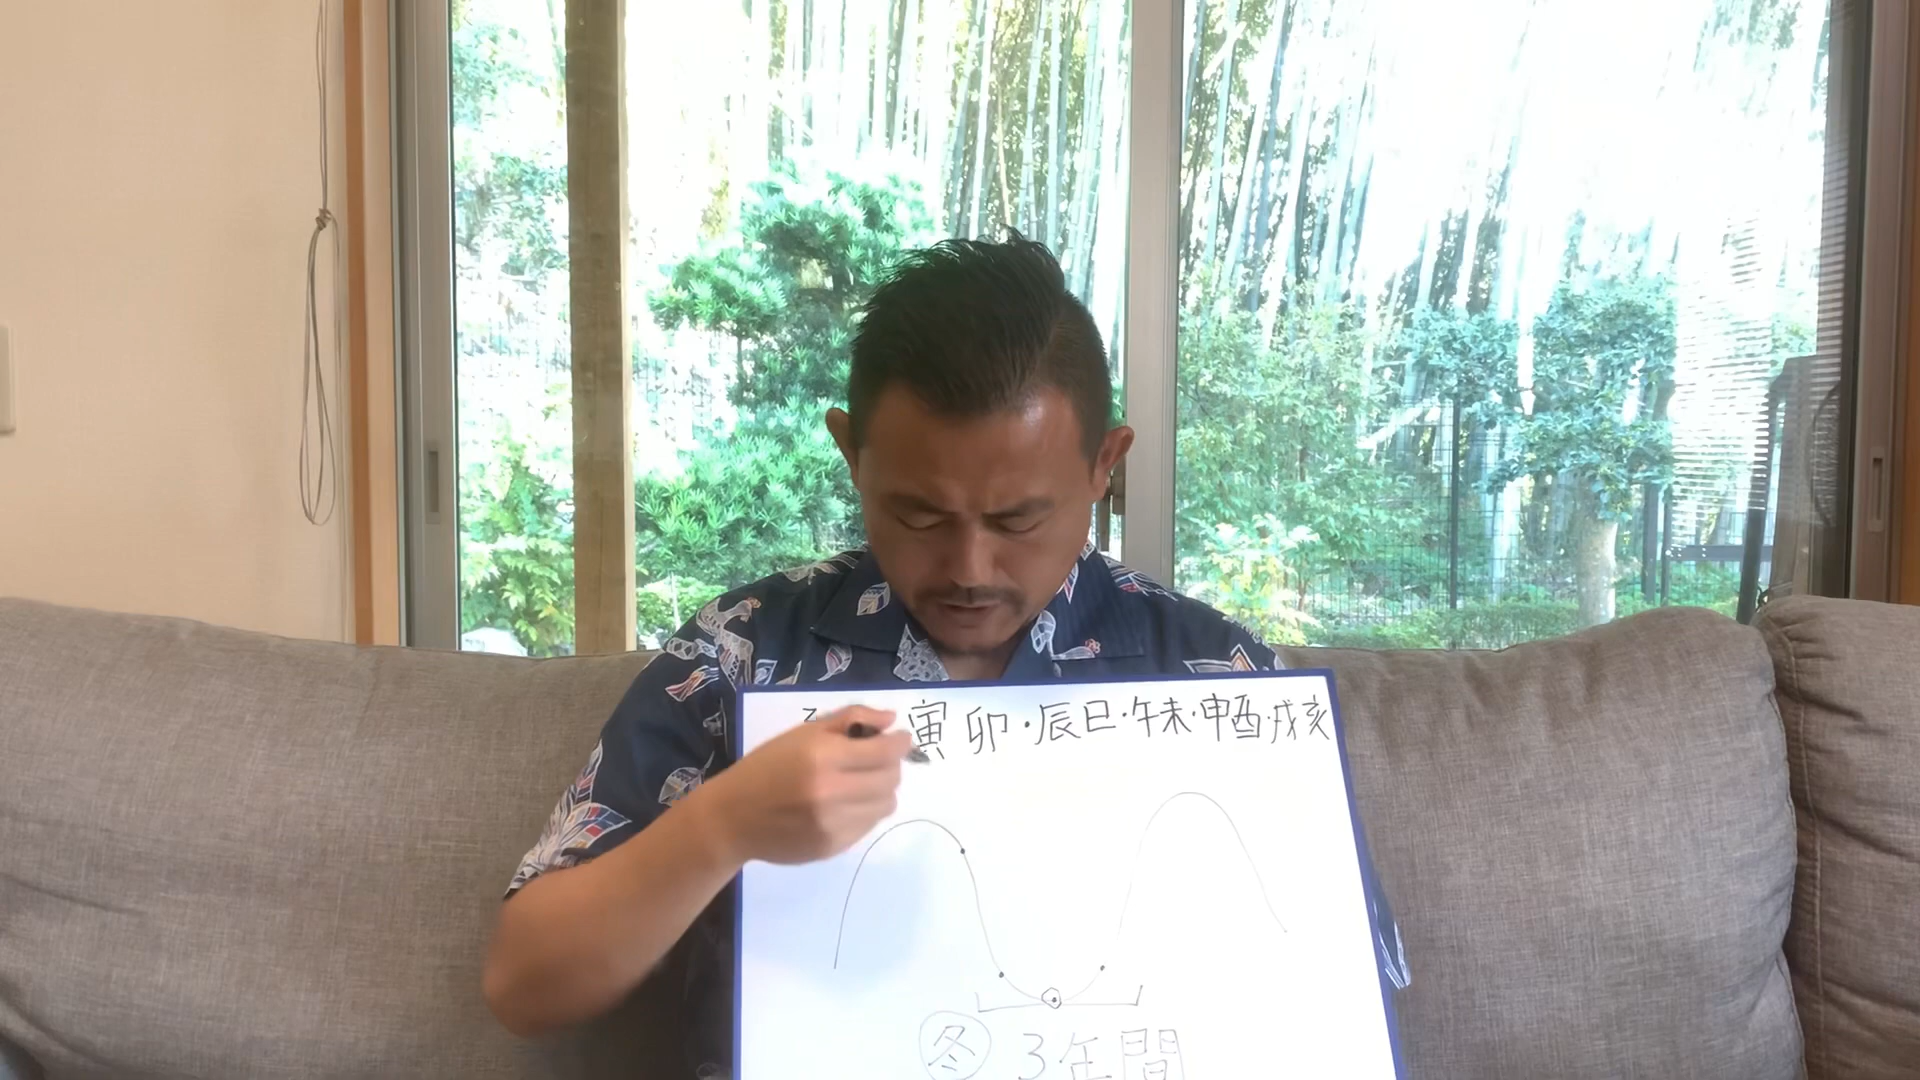 寅卯・辰巳・午未・申酉・戌亥
冬 3年間